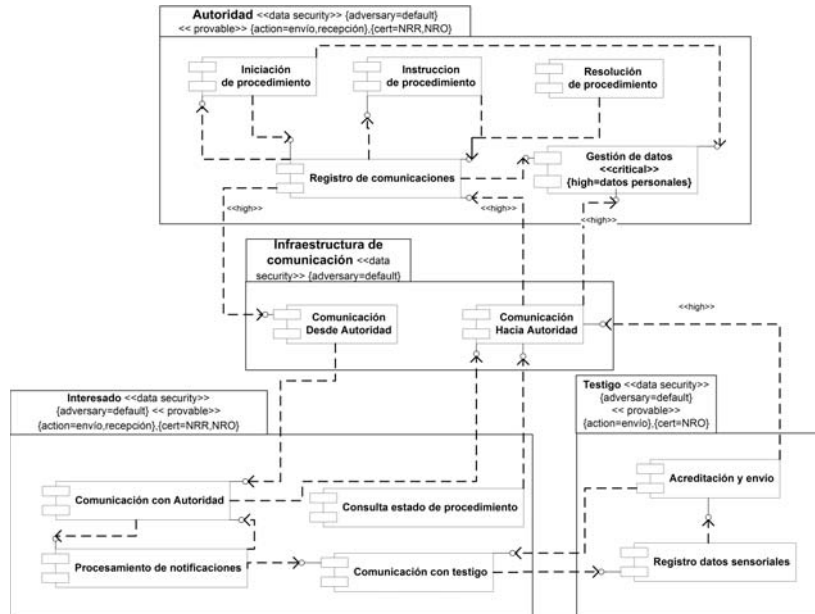 Autoridad <<data security>> {adversary=default}
<< provable>> {action=envío,recepción},{cert=NRR,NRO}
Iniciación
de procedimiento
Instruccion
de procedimiento
Resolución
de procedimiento
Registro de comunicaciones
Gestión de datos
<<critical>>
{high=datos personales}
<<high>>
<<high>>
<<high>>
Infraestructura de
comunicación <<data
security>> {adversary=default}
Comunicación
Desde Autoridad
Comunicación
Hacia Autoridad
<<high>>
Interesado <<data security>>
{adversary=default} << provable>>
{action=envío,recepción},{cert=NRR,NRO}
Testigo <<data security>>
{adversary=default}
<< provable>>
{action=envío},{cert=NRO}
Comunicación con Autoridad
Consulta estado de procedimiento
Acreditación y envio
Procesamiento de notificaciones
Comunicación con testigo
Registro datos sensoriales